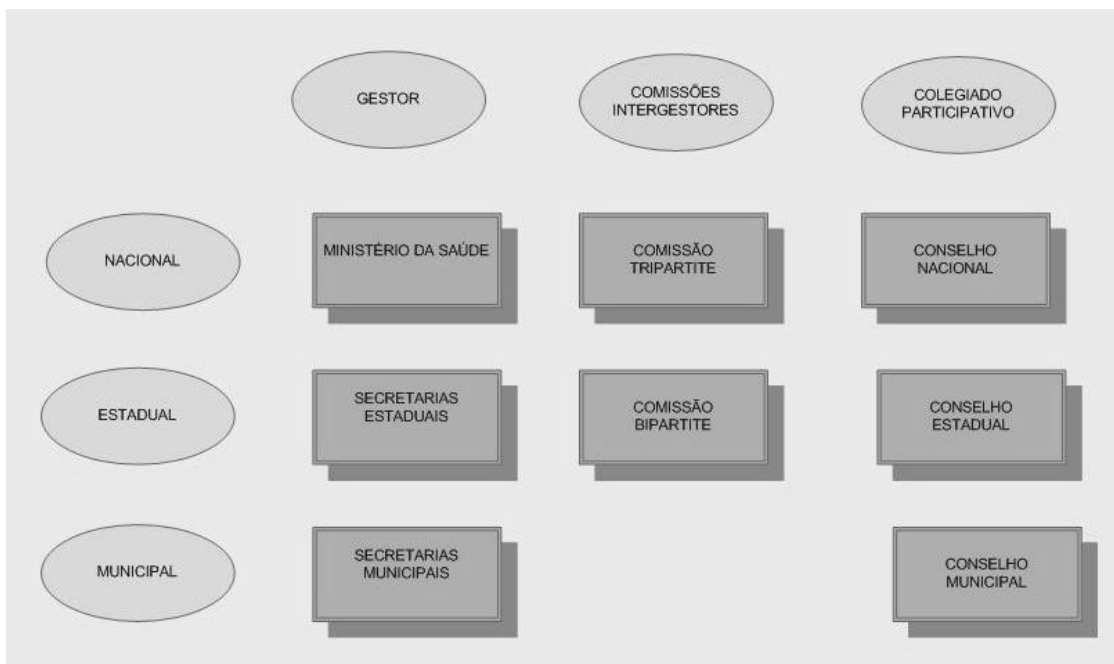 GESTOR
COMISSÕES
INTERGESTORES
COLEGIADO
PARTICIPATIVO
NACIONAL
MINISTÉRIO DA SAÚDE
COMISSÃO
TRIPARTITE
CONSELHO
NACIONAL
ESTADUAL
SECRETARIAS
ESTADUAIS
COMISSÃO
BIPARTITE
CONSELHO
ESTADUAL
MUNICIPAL
SECRETARIAS
MUNICIPAIS
CONSELHO
MUNICIPAL